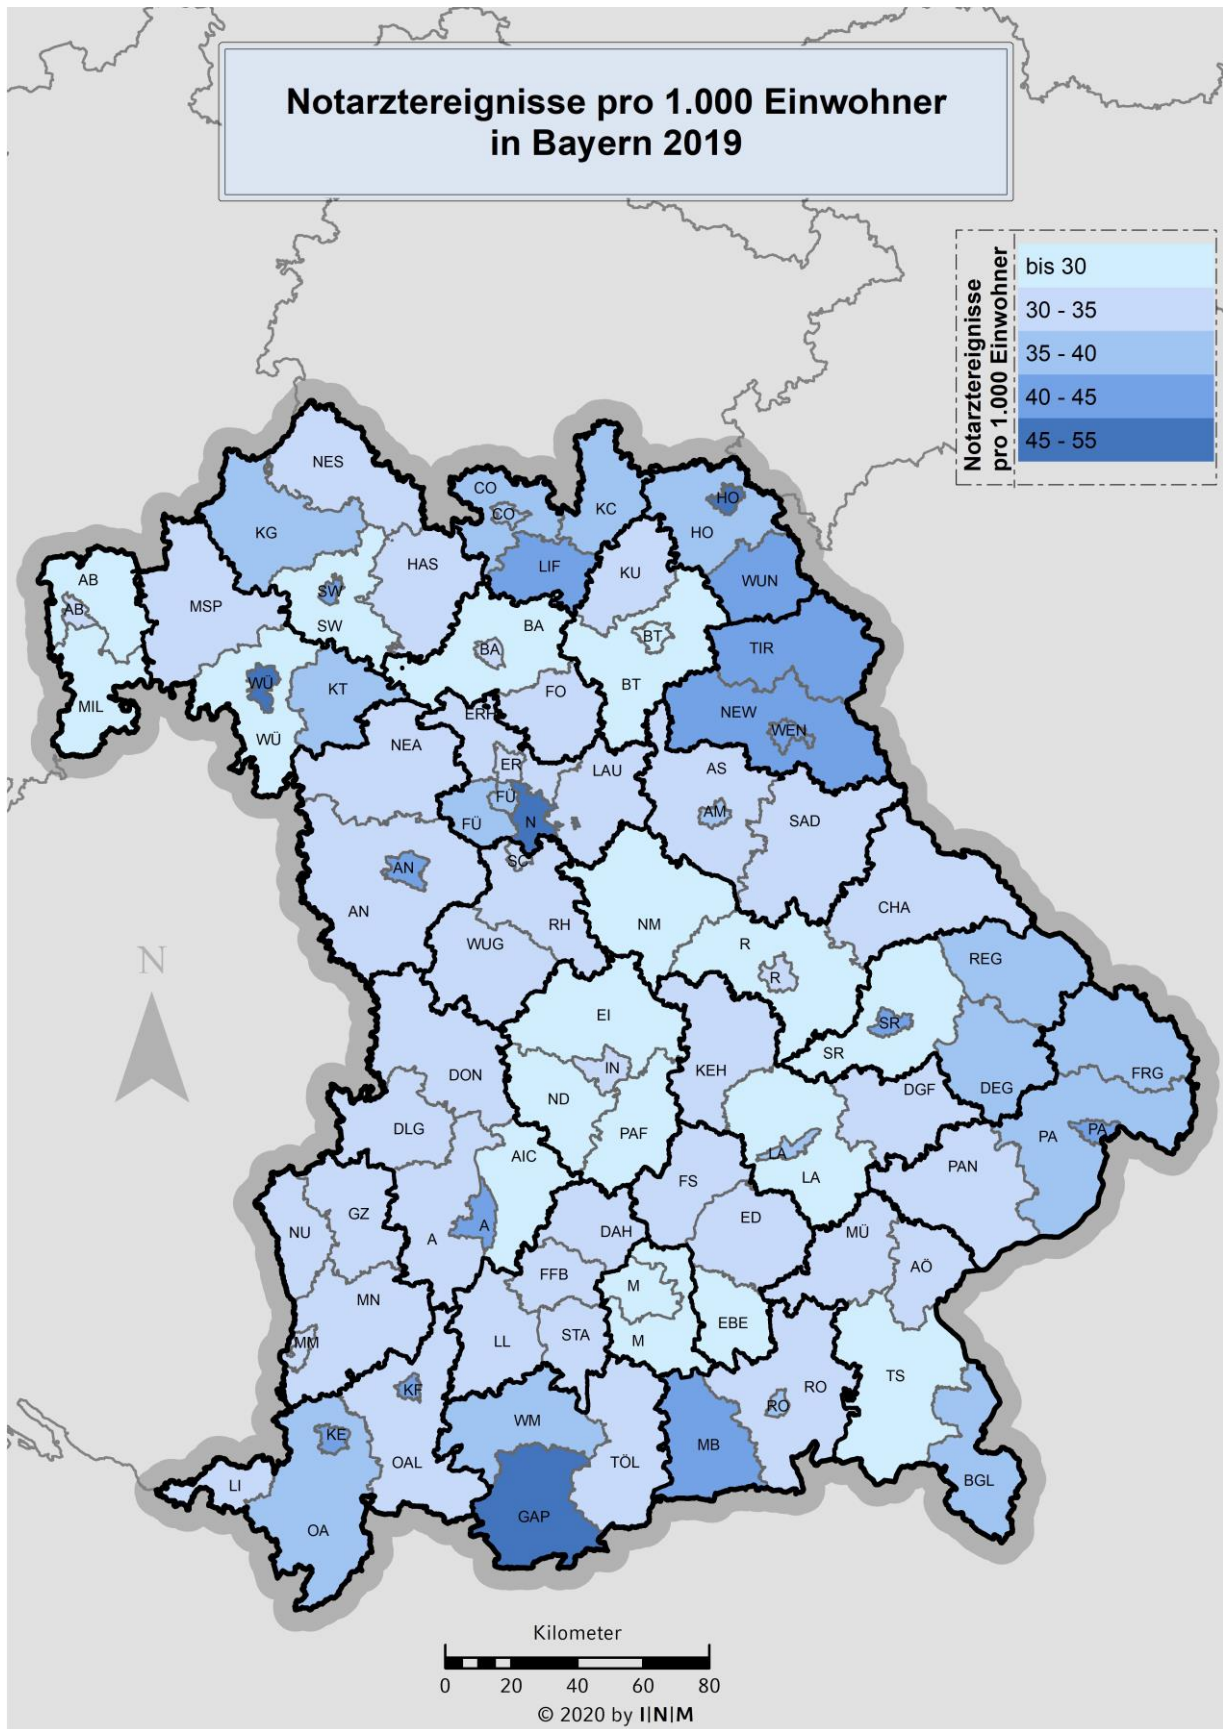 Notarztereignisse pro 1.000 Einwohner
in Bayern 2019
Notarztereignisse
pro 1.000 Einwohner
bis 30
30 - 35
35 - 40
40 - 45
45 - 55
NES
CO
CO
KC
HO
HO
KG
LIF
HAS
KU
WUN
AB
AB
MSP
SW
SW
BA
BA
BT
BT
TIR
WÜ
KT
FO
MIL
WÜ
ERH
NEW
WEN
NEA
ER
LAU
AS
FÜ
FÜ
N
AM
SAD
SC
AN
AN
CHA
WUG
RH
NM
R
R
REG
N
EI
SR
SR
IN
KEH
DON
ND
DGF
DEG
FRG
DLG
PAF
PA
PA
AIC
LA
LA
PAN
FS
NU
GZ
A
A
DAH
ED
MÜ
AÖ
FFB
M
MN
MM
LL
STA
M
EBE
TS
KF
RO
RO
KE
WM
MB
OAL
TÖL
LI
BGL
OA
GAP
Kilometer
0 20 40 60 80
© 2020 by I|N|M